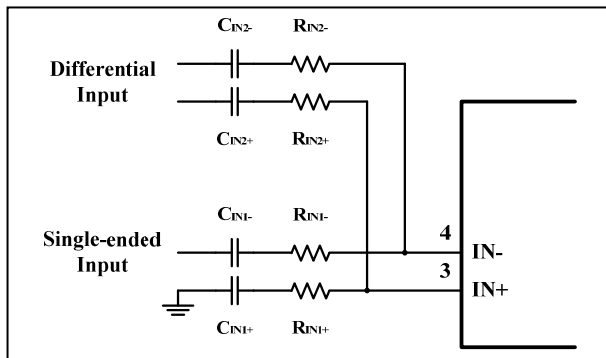 CIN2- RIN2-
Differential
Input
CIN2+ RIN2+
CIN1- RIN1-
Single-ended
Input
4
IN-
3
IN+
CIN1+ RIN1+